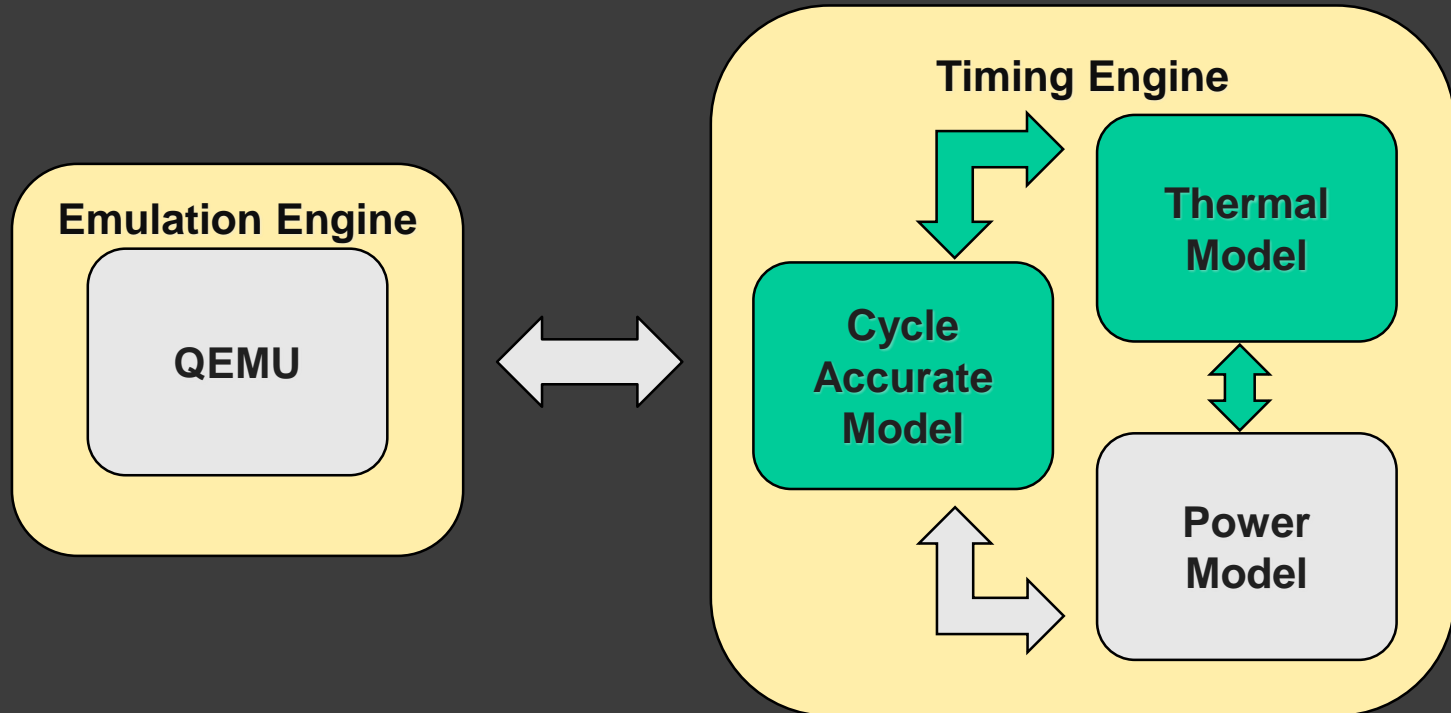 Emulation Engine
QEMU
Timing Engine
Cycle
Accurate
Model
Thermal
Model
Power
Model